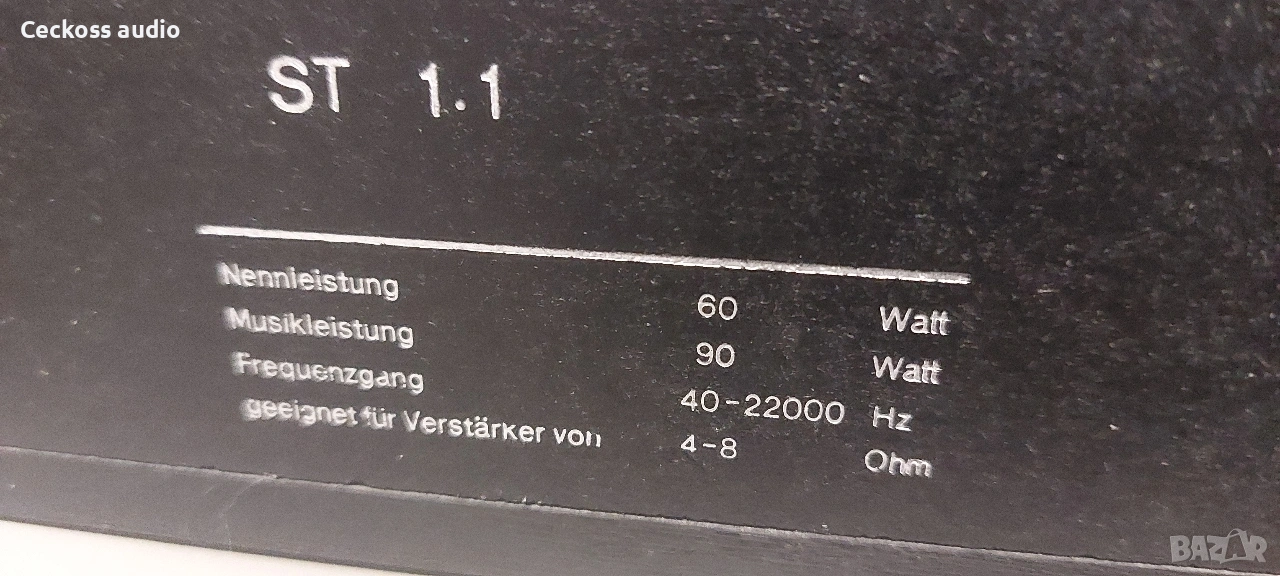 Ceckoss audio
ST 1.1
Nennleistung 60 Watt
Musikleistung 90 Watt
Frequenzgang 40-22000 Hz
geeignet für Verstärker von 4-8 Ohm
BAZAR